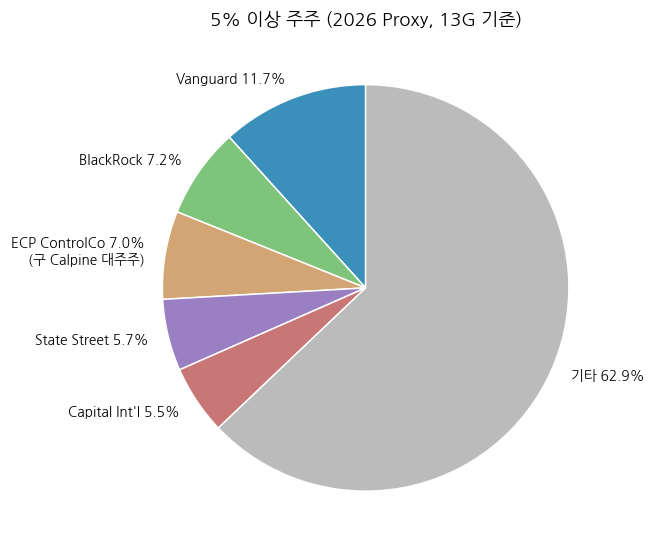 5% 이상 주주 (2026 Proxy, 13G 기준)
Vanguard 11.7%
BlackRock 7.2%
ECP ControlCo 7.0%
(구 Calpine 대주주)
State Street 5.7%
Capital Int'l 5.5%
기타 62.9%